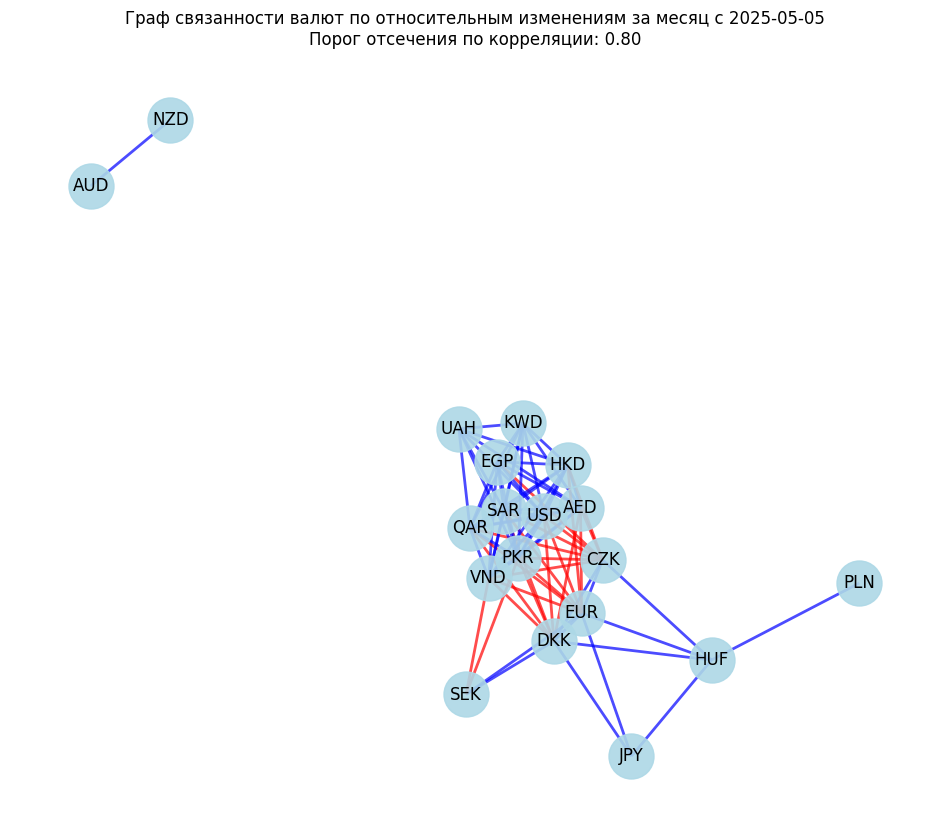 Граф связанности валют по относительным изменениям за месяц с 2025-05-05
Порог отсечения по корреляции: 0.80
NZD
AUD
KWD
UAH
EGP
HKD
SAR
USD
AED
QAR
PKR
CZK
VND
PLN
EUR
DKK
HUF
SEK
JPY